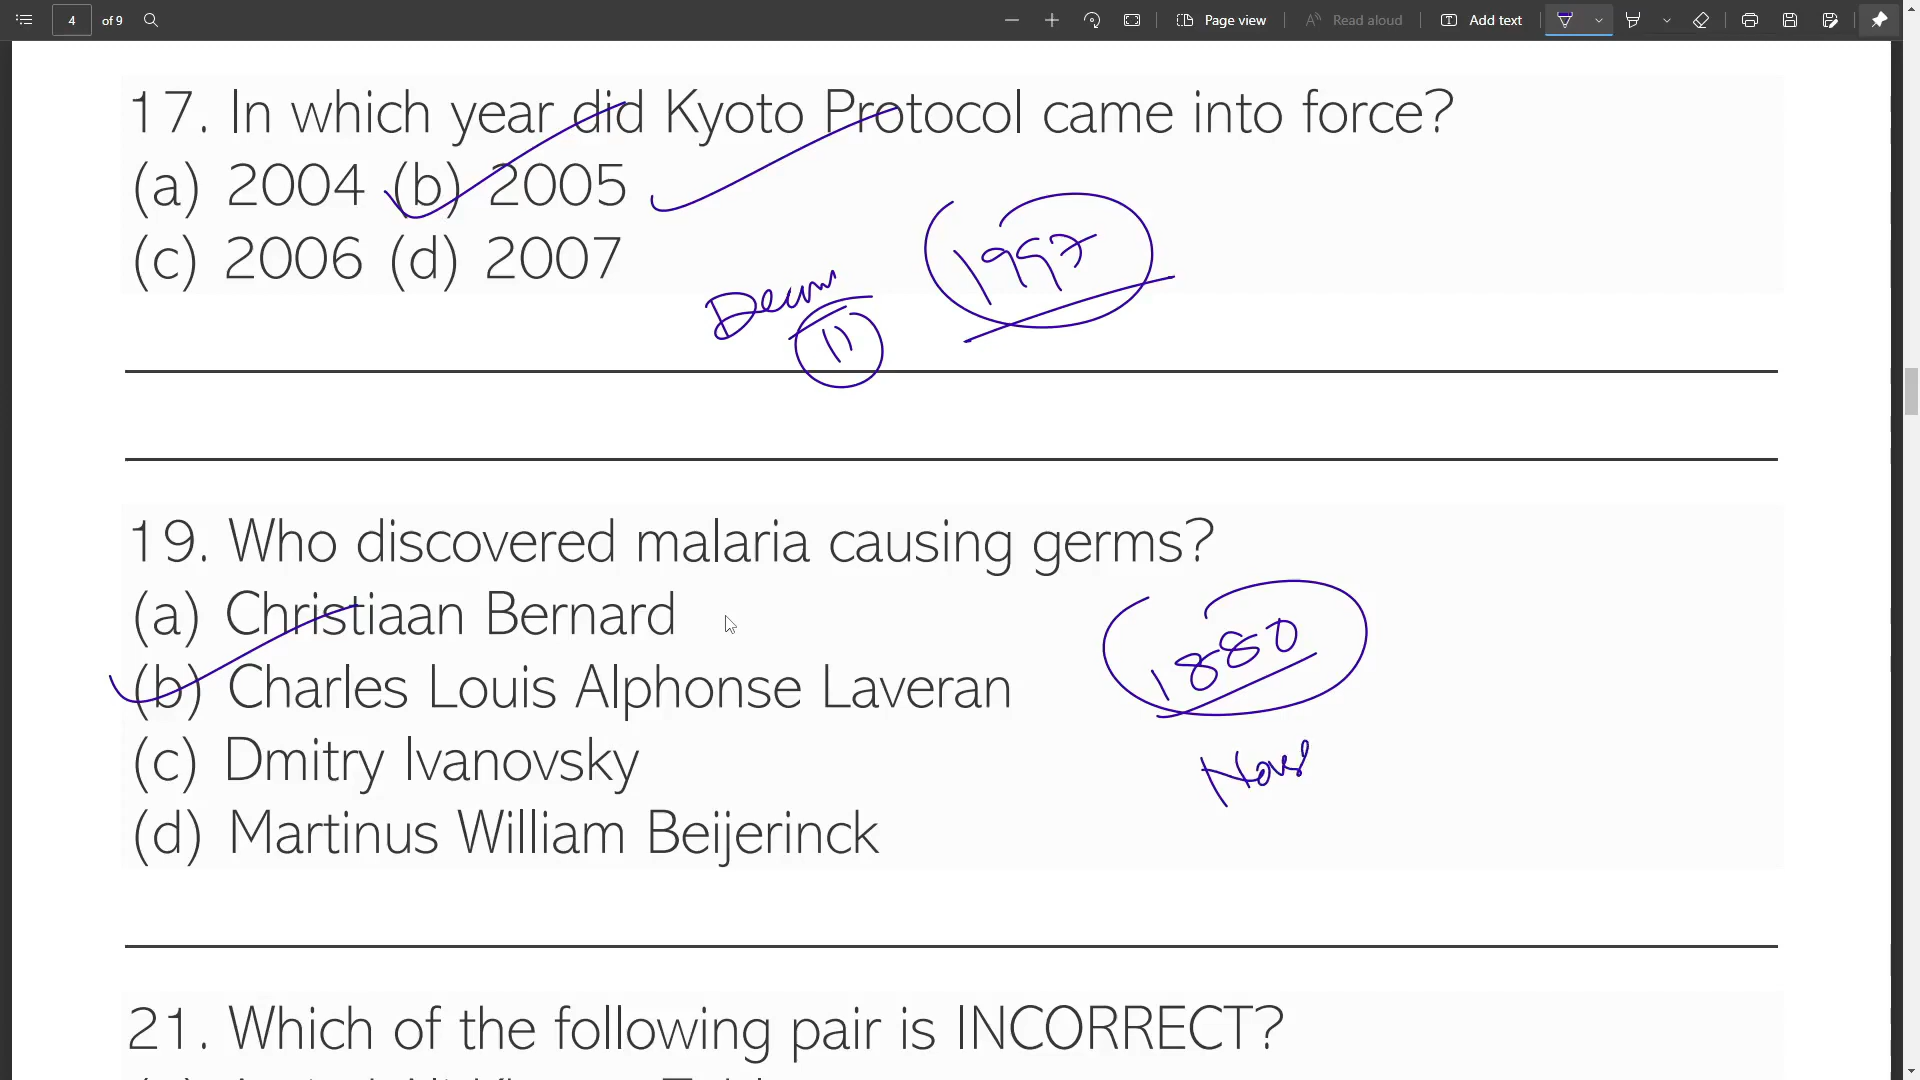 4 of 9 Page view Read aloud Add text
17. In which year did Kyoto Protocol came into force?
(a) 2004 (b) 2005
(c) 2006 (d) 2007
1997
11
19. Who discovered malaria causing germs?
(a) Christiaan Bernard
(b) Charles Louis Alphonse Laveran
1880
(c) Dmitry Ivanovsky
(d) Martinus William Beijerinck
21. Which of the following pair is INCORRECT?